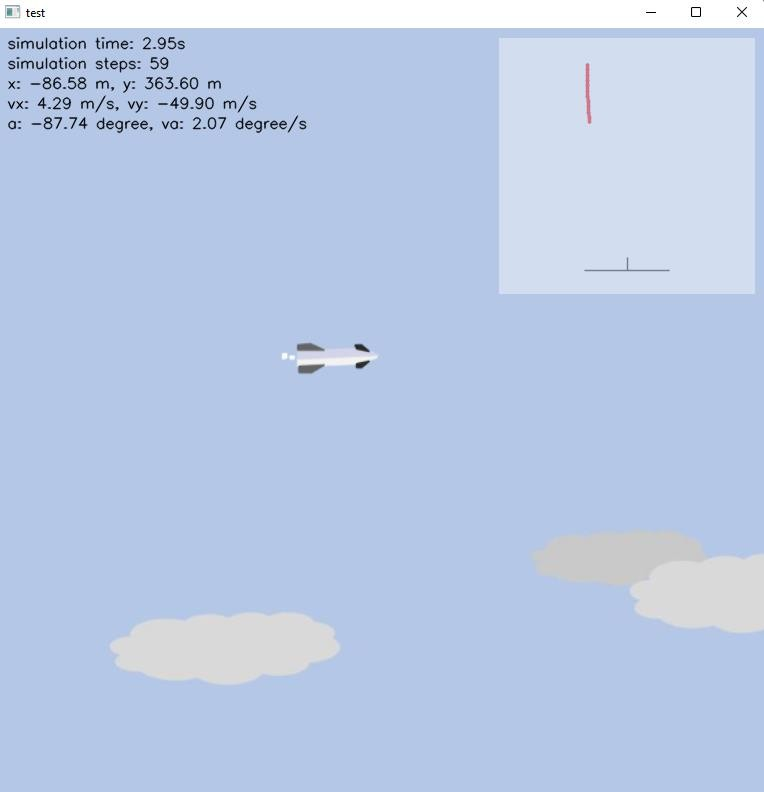 test
simulation time: 2.95s
simulation steps: 59
x: −86.58 m, y: 363.60 m
vx: 4.29 m/s, vy: −49.90 m/s
a: −87.74 degree, va: 2.07 degree/s